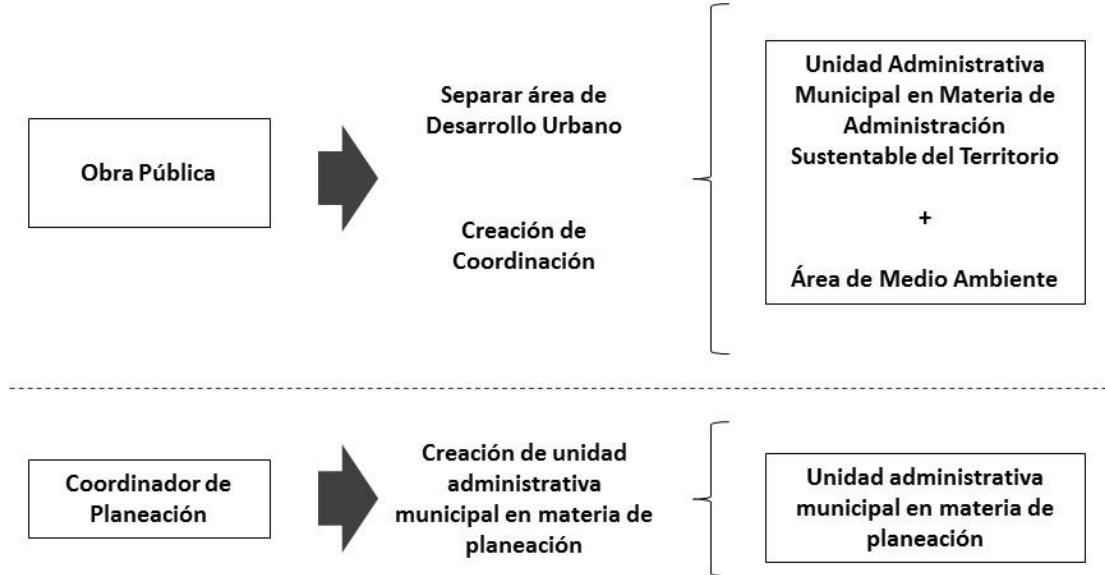 Obra Pública
Separar área de
Desarrollo Urbano
Creación de
Coordinación
Unidad Administrativa
Municipal en Materia de
Administración
Sustentable del Territorio
+
Área de Medio Ambiente
Coordinador de
Planeación
Creación de unidad
administrativa
municipal en materia de
planeación
Unidad administrativa
municipal en materia de
planeación